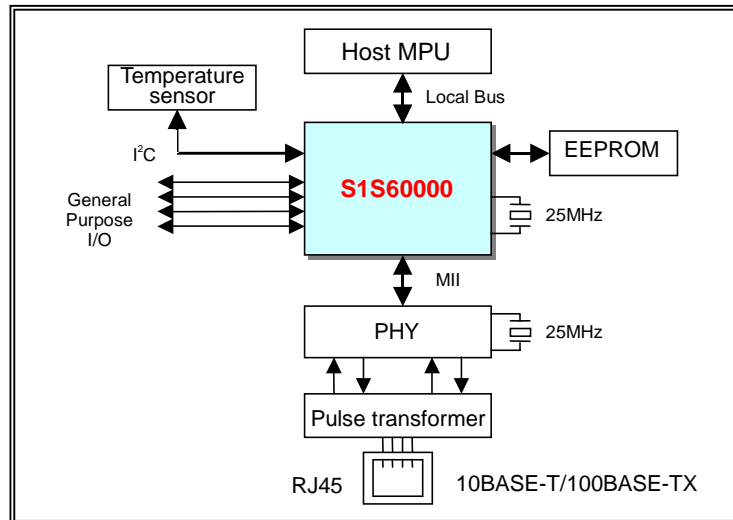 Host MPU
Temperature
sensor
Local Bus
I²C
EEPROM
S1S60000
General
Purpose
I/O
25MHz
MII
PHY
25MHz
Pulse transformer
RJ45
10BASE-T/100BASE-TX